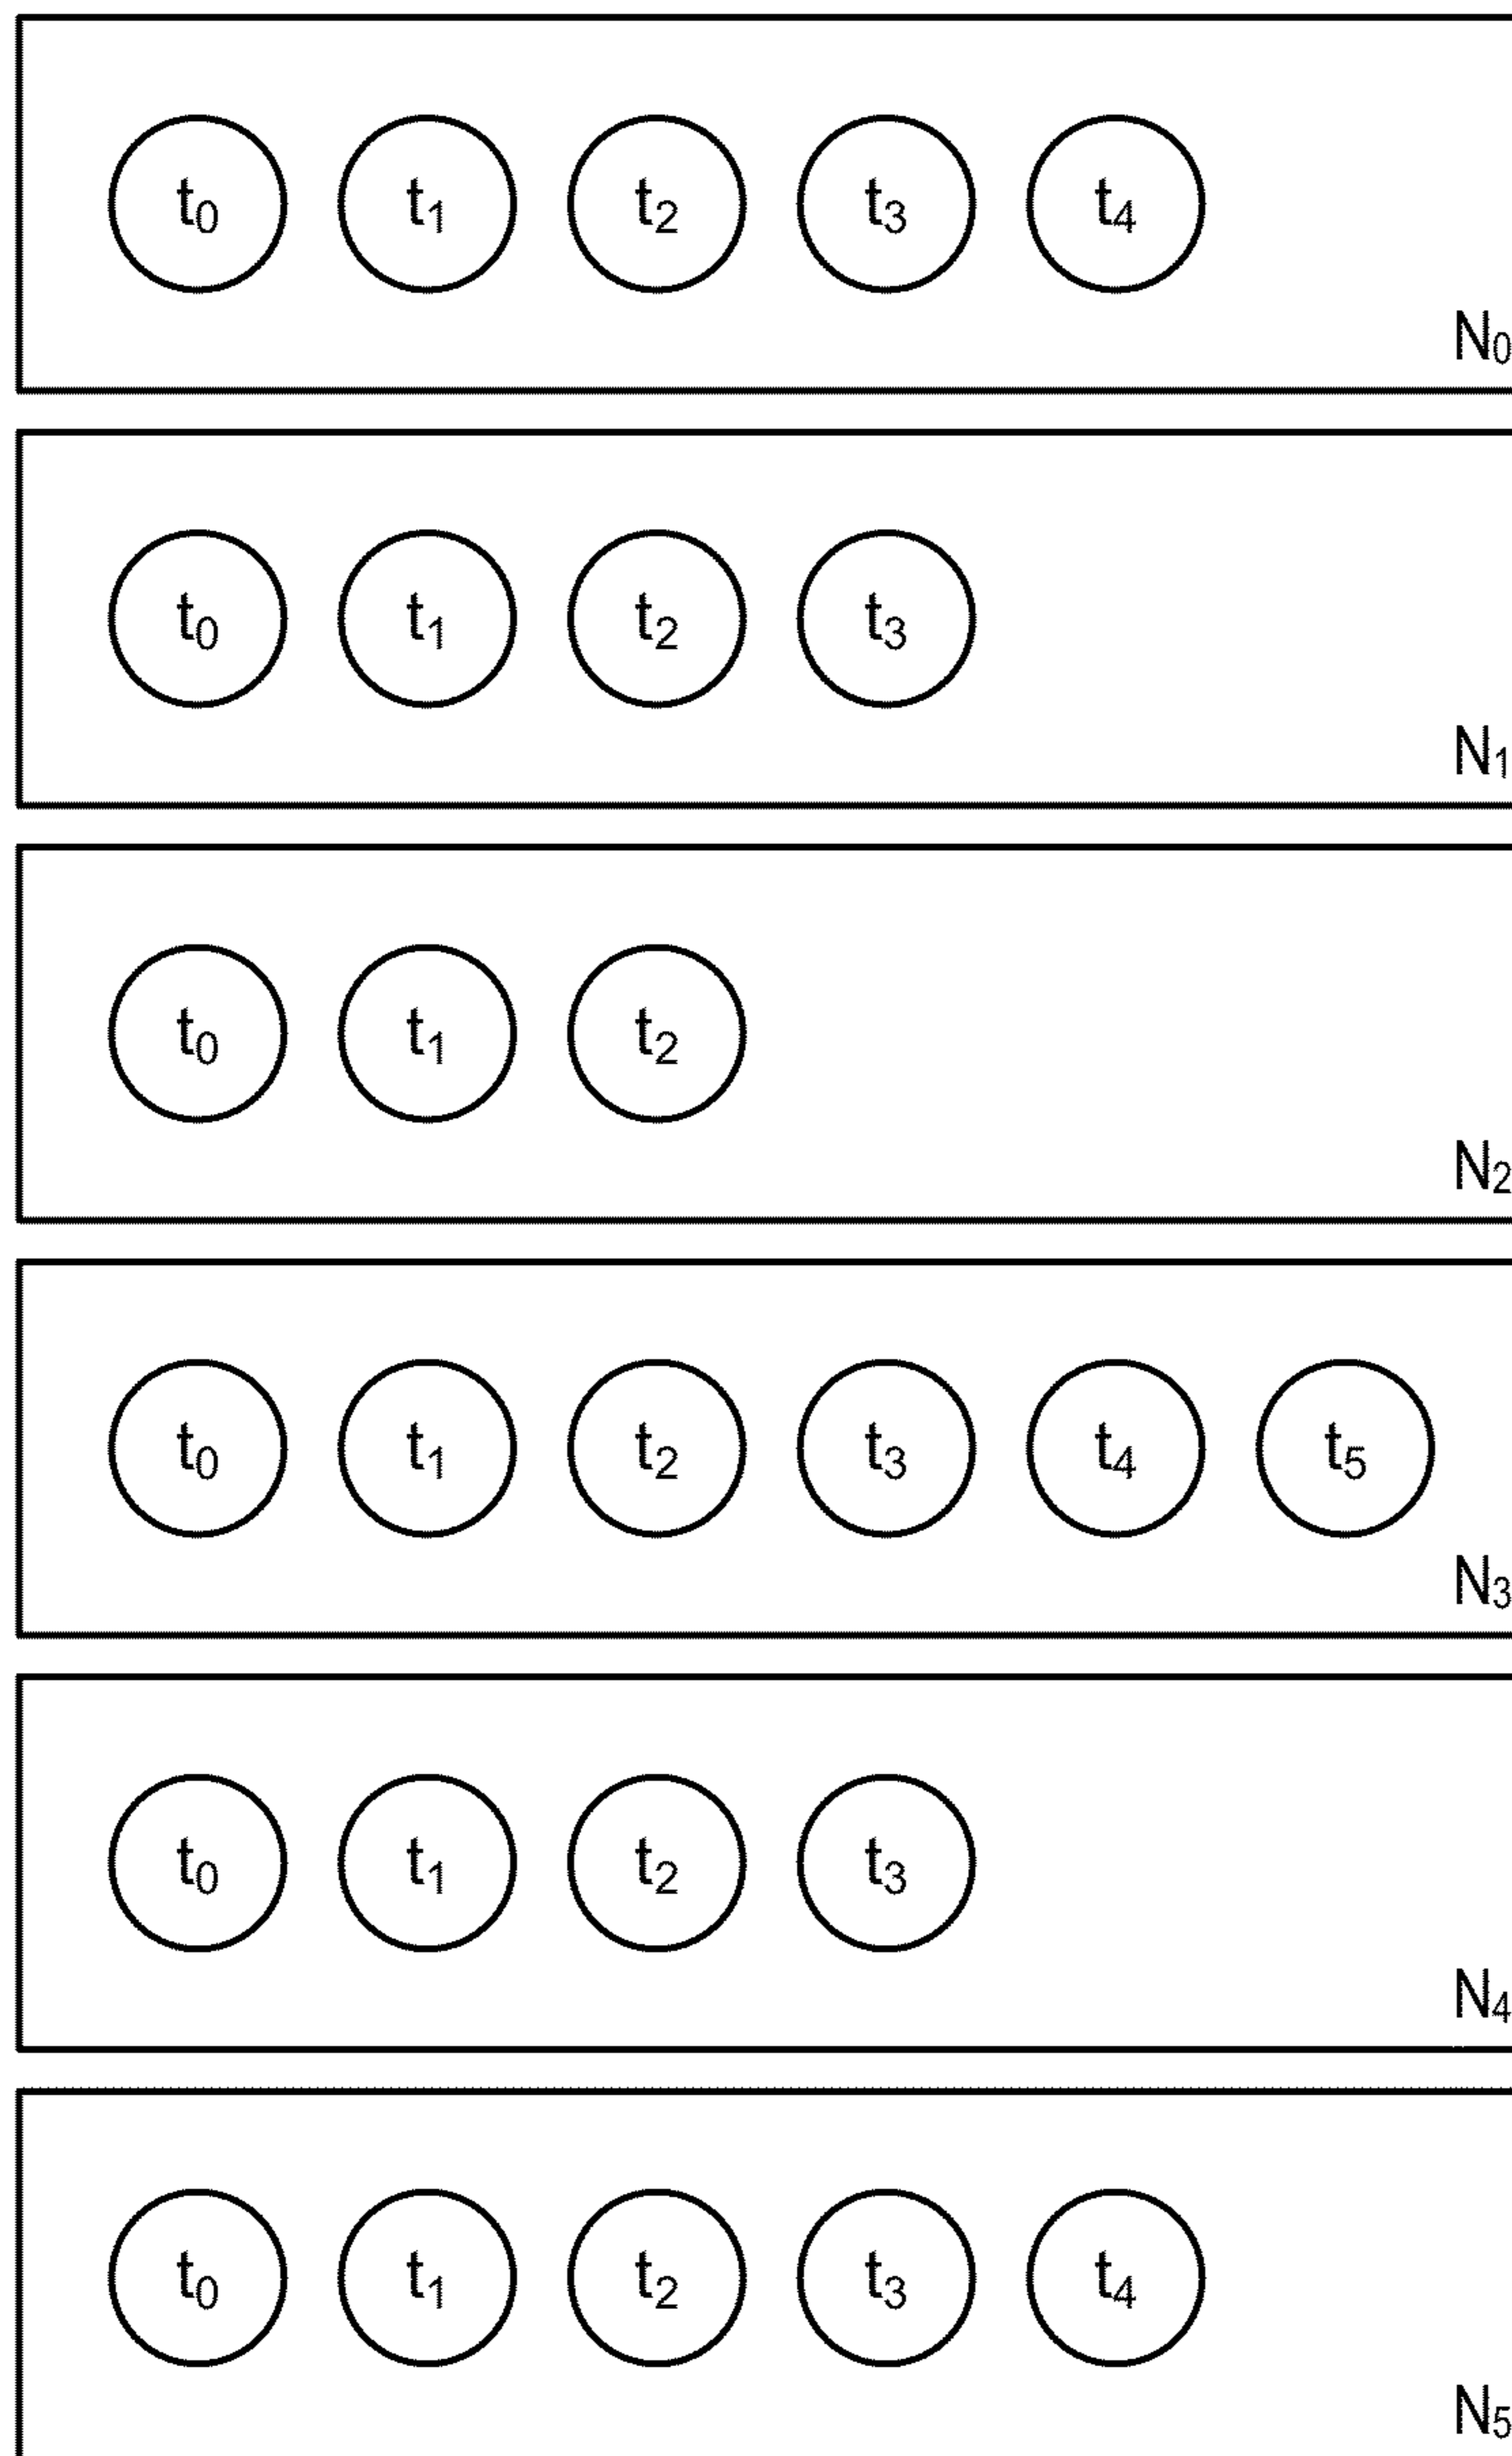 t₀ t₁ t₂ t₃ t₄
N₀
t₀ t₁ t₂ t₃
N₁
t₀ t₁ t₂
N₂
t₀ t₁ t₂ t₃ t₄ t₅
N₃
t₀ t₁ t₂ t₃
N₄
t₀ t₁ t₂ t₃ t₄
N₅